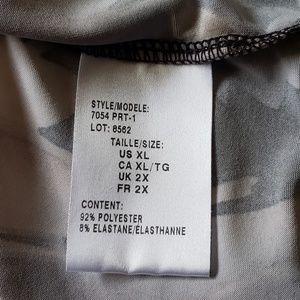 STYLE/MODELE:
7054 PRT-1
LOT: 8562
TAILLE/SIZE:
US XL
CA XL/TG
UK 2X
FR 2X
CONTENT:
92% POLYESTER
8% ELASTANE/ÉLASTHANNE